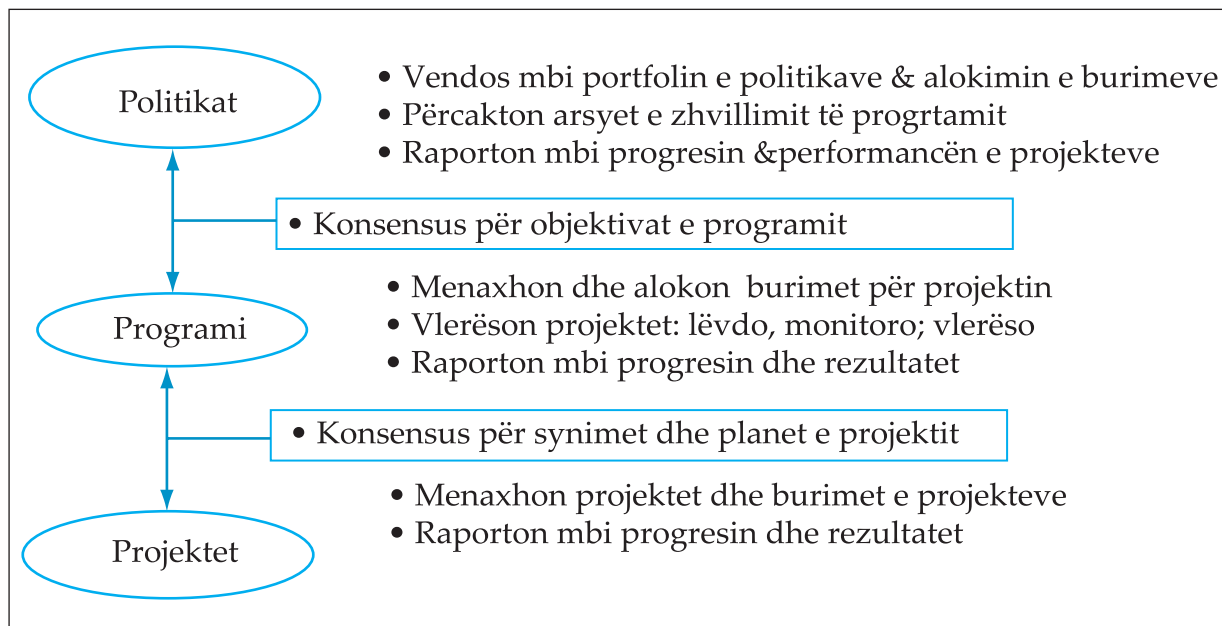 Politikat
• Vendos mbi portfolin e politikave & alokimin e burimeve
• Përcakton arsyet e zhvillimit të progrtamit
• Raporton mbi progresin &performancën e projekteve
• Konsensus për objektivat e programit
Programi
• Menaxhon dhe alokon burimet për projektin
• Vlerëson projektet: lëvdo, monitoro; vlerëso
• Raporton mbi progresin dhe rezultatet
• Konsensus për synimet dhe planet e projektit
Projektet
• Menaxhon projektet dhe burimet e projekteve
• Raporton mbi progresin dhe rezultatet